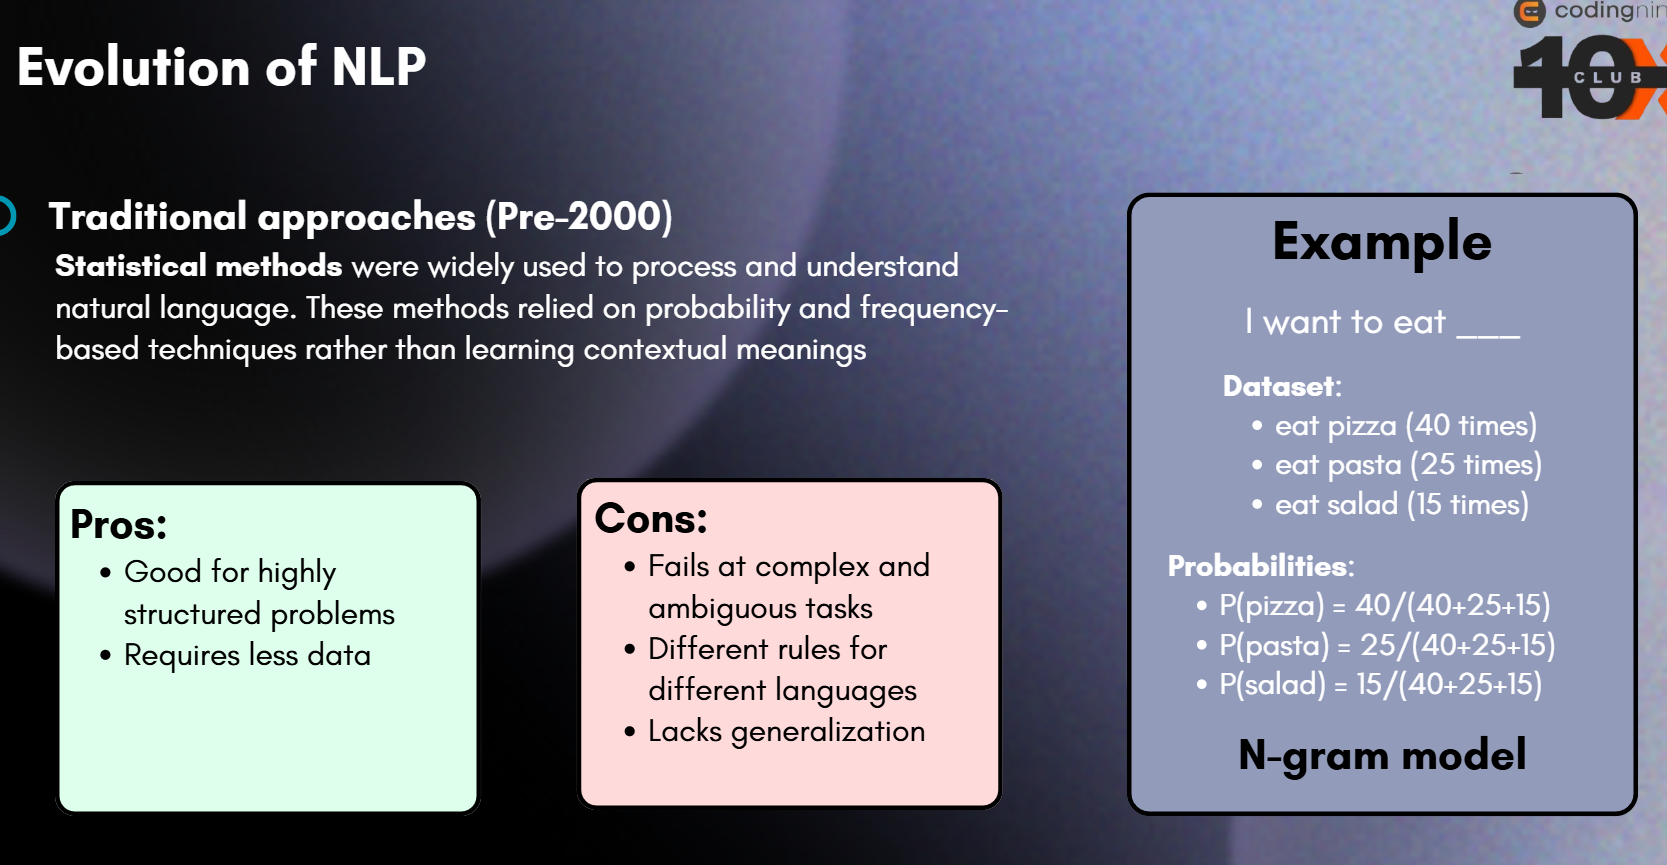 codingnin
10X
CLUB
Evolution of NLP
Traditional approaches (Pre-2000)
Statistical methods were widely used to process and understand
natural language. These methods relied on probability and frequency-
based techniques rather than learning contextual meanings
Pros:
• Good for highly
structured problems
• Requires less data
Cons:
• Fails at complex and
ambiguous tasks
• Different rules for
different languages
• Lacks generalization
Example
I want to eat ___
Dataset:
• eat pizza (40 times)
• eat pasta (25 times)
• eat salad (15 times)
Probabilities:
• P(pizza) = 40/(40+25+15)
• P(pasta) = 25/(40+25+15)
• P(salad) = 15/(40+25+15)
N-gram model